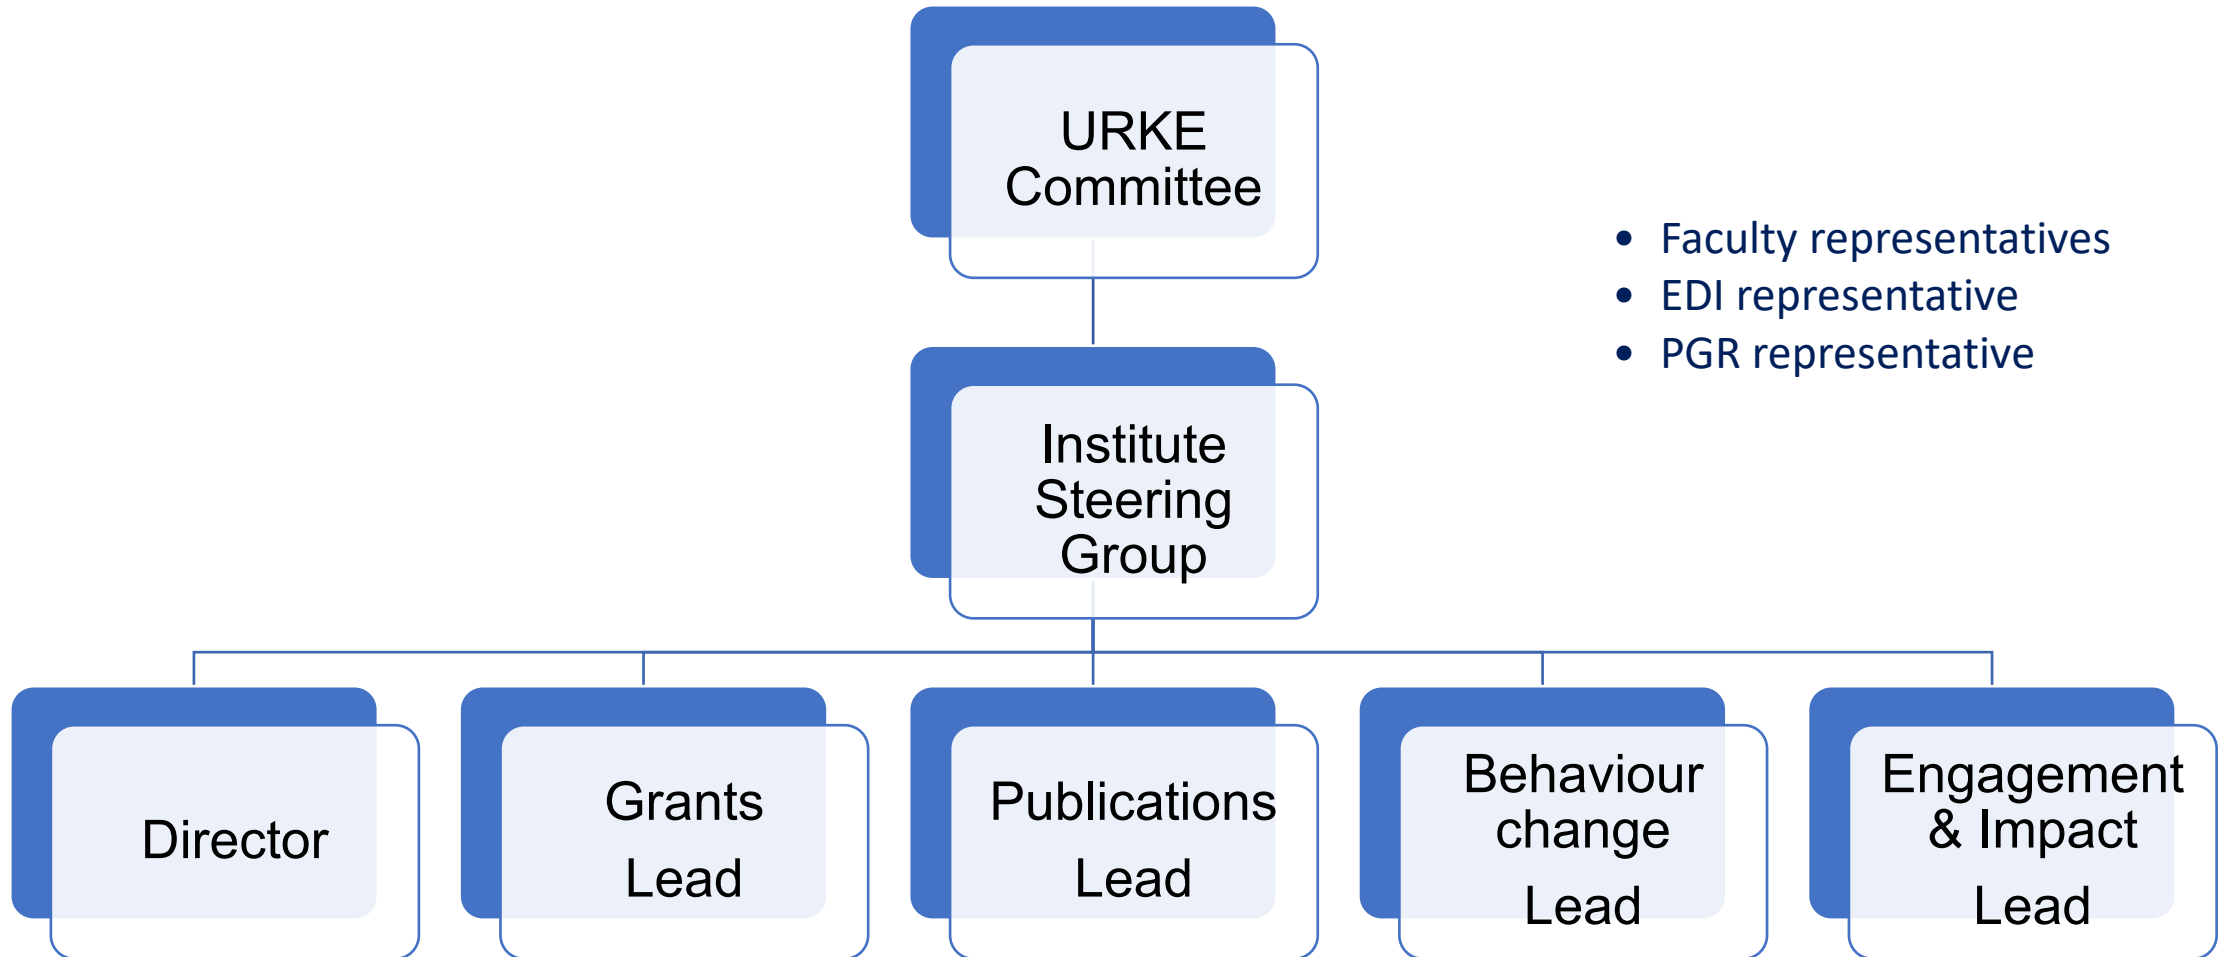 URKE
Committee
• Faculty representatives
• EDI representative
• PGR representative
Institute
Steering
Group
Director
Grants
Lead
Publications
Lead
Behaviour
change
Lead
Engagement
& Impact
Lead